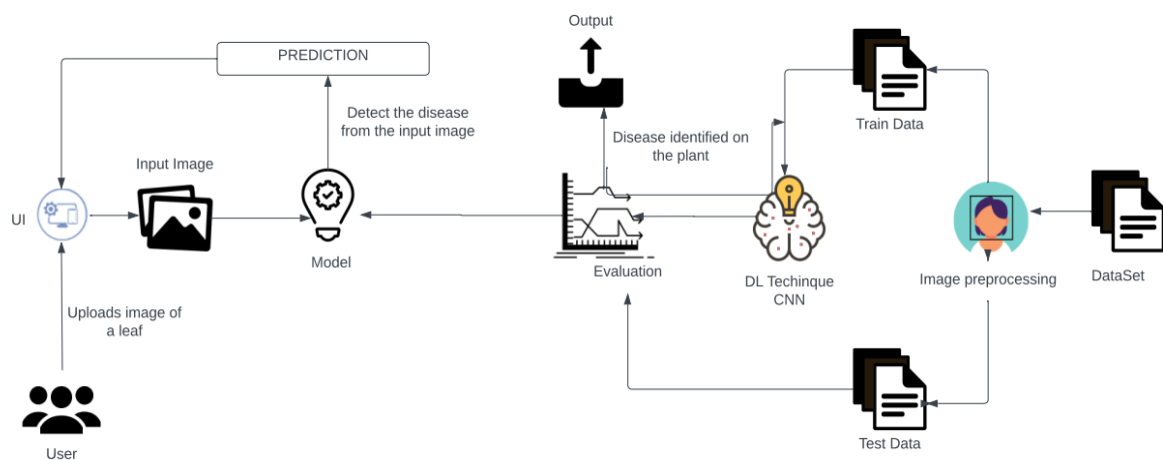 Output
PREDICTION
Detect the disease
from the input image
Disease identified on
the plant
Train Data
Input Image
UI
Model
Evaluation
DL Techinque
CNN
Image preprocessing
DataSet
Uploads image of
a leaf
User
Test Data